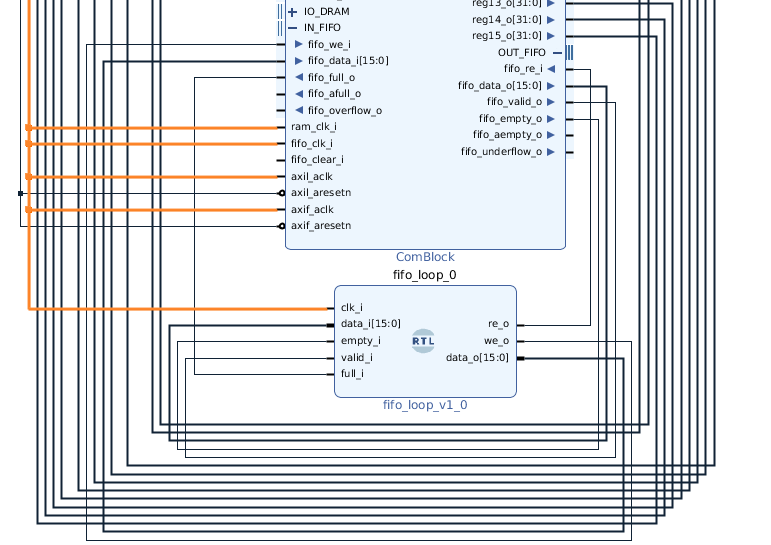 reg13_o[31:0]
IO_DRAM
reg14_o[31:0]
IN_FIFO
reg15_o[31:0]
fifo_we_i
OUT_FIFO
fifo_data_i[15:0]
fifo_re_i
fifo_full_o
fifo_data_o[15:0]
fifo_afull_o
fifo_valid_o
fifo_overflow_o
fifo_empty_o
ram_clk_i
fifo_aempty_o
fifo_clk_i
fifo_underflow_o
fifo_clear_i
axil_aclk
axil_aresetn
axif_aclk
axif_aresetn
ComBlock
fifo_loop_0
clk_i
data_i[15:0]
re_o
empty_i
RTL
we_o
valid_i
data_o[15:0]
full_i
fifo_loop_v1_0